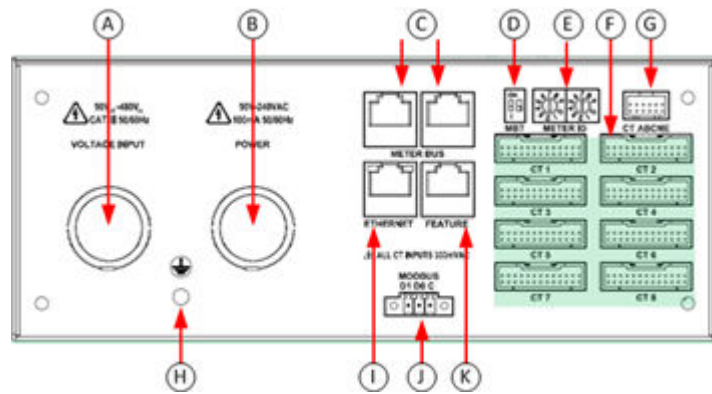 A B C D E F G
90V -480V
CAT III 50/60Hz
VOLTAGE INPUT
90V-240VAC
100mA 50/60Hz
POWER
METER BUS
MBT METER ID CT ABCNE
CT 1 CT 2
CT 3 CT 4
CT 5 CT 6
CT 7 CT 8
ETHERNET FEATURE
ALL CT INPUTS 333mVAC
MODBUS
D1 D0 C
H I J K